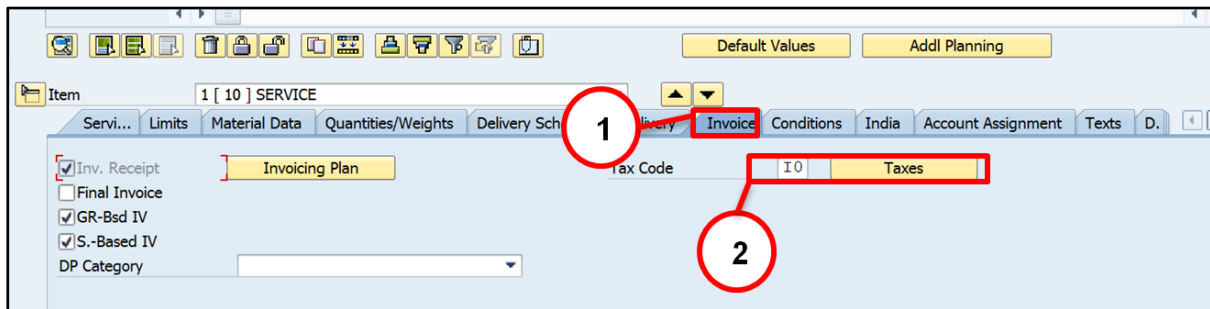 Default Values Addl Planning
Item 1 [ 10 ] SERVICE
Servi... Limits Material Data Quantities/Weights Delivery Sch 1 Invoice Conditions India Account Assignment Texts D.
Inv. Receipt Invoicing Plan Tax Code I0 Taxes
Final Invoice
GR-Bsd IV
S.-Based IV 2
DP Category